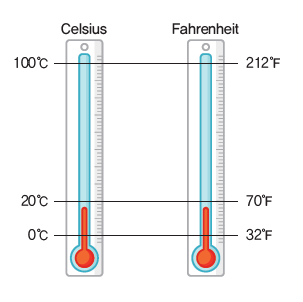 Celsius Fahrenheit
100℃ 212℉
20℃ 70℉
0℃ 32℉